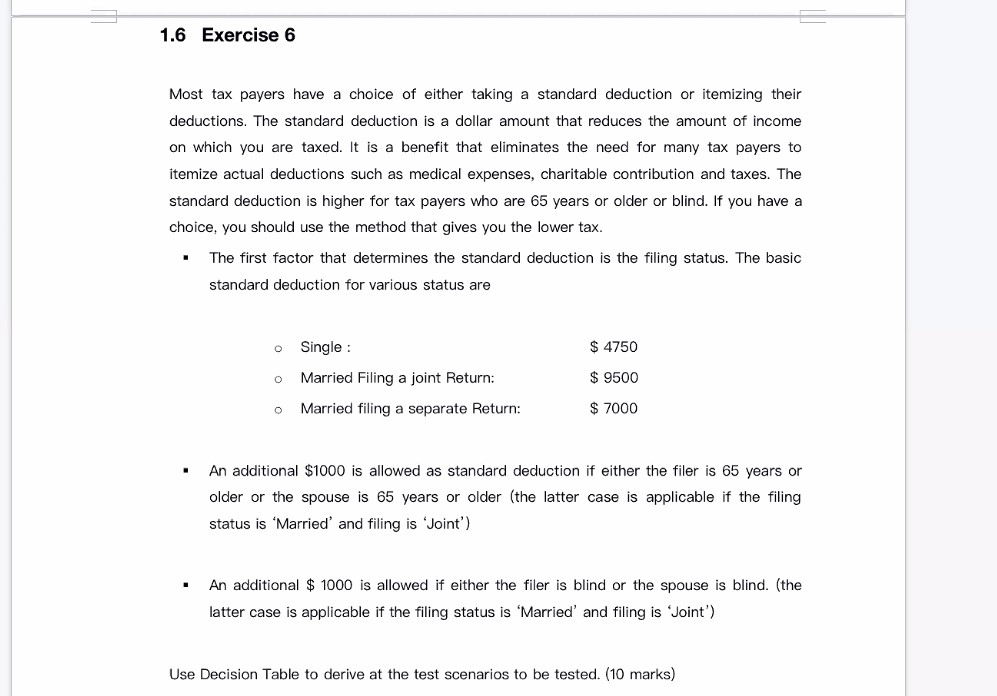 1.6 Exercise 6
Most tax payers have a choice of either taking a standard deduction or itemizing their
deductions. The standard deduction is a dollar amount that reduces the amount of income
on which you are taxed. It is a benefit that eliminates the need for many tax payers to
itemize actual deductions such as medical expenses, charitable contribution and taxes. The
standard deduction is higher for tax payers who are 65 years or older or blind. If you have a
choice, you should use the method that gives you the lower tax.
▪ The first factor that determines the standard deduction is the filing status. The basic
standard deduction for various status are
○ Single : $ 4750
○ Married Filing a joint Return: $ 9500
○ Married filing a separate Return: $ 7000
▪ An additional $1000 is allowed as standard deduction if either the filer is 65 years or
older or the spouse is 65 years or older (the latter case is applicable if the filing
status is ‘Married’ and filing is ‘Joint’)
▪ An additional $ 1000 is allowed if either the filer is blind or the spouse is blind. (the
latter case is applicable if the filing status is ‘Married’ and filing is ‘Joint’)
Use Decision Table to derive at the test scenarios to be tested. (10 marks)